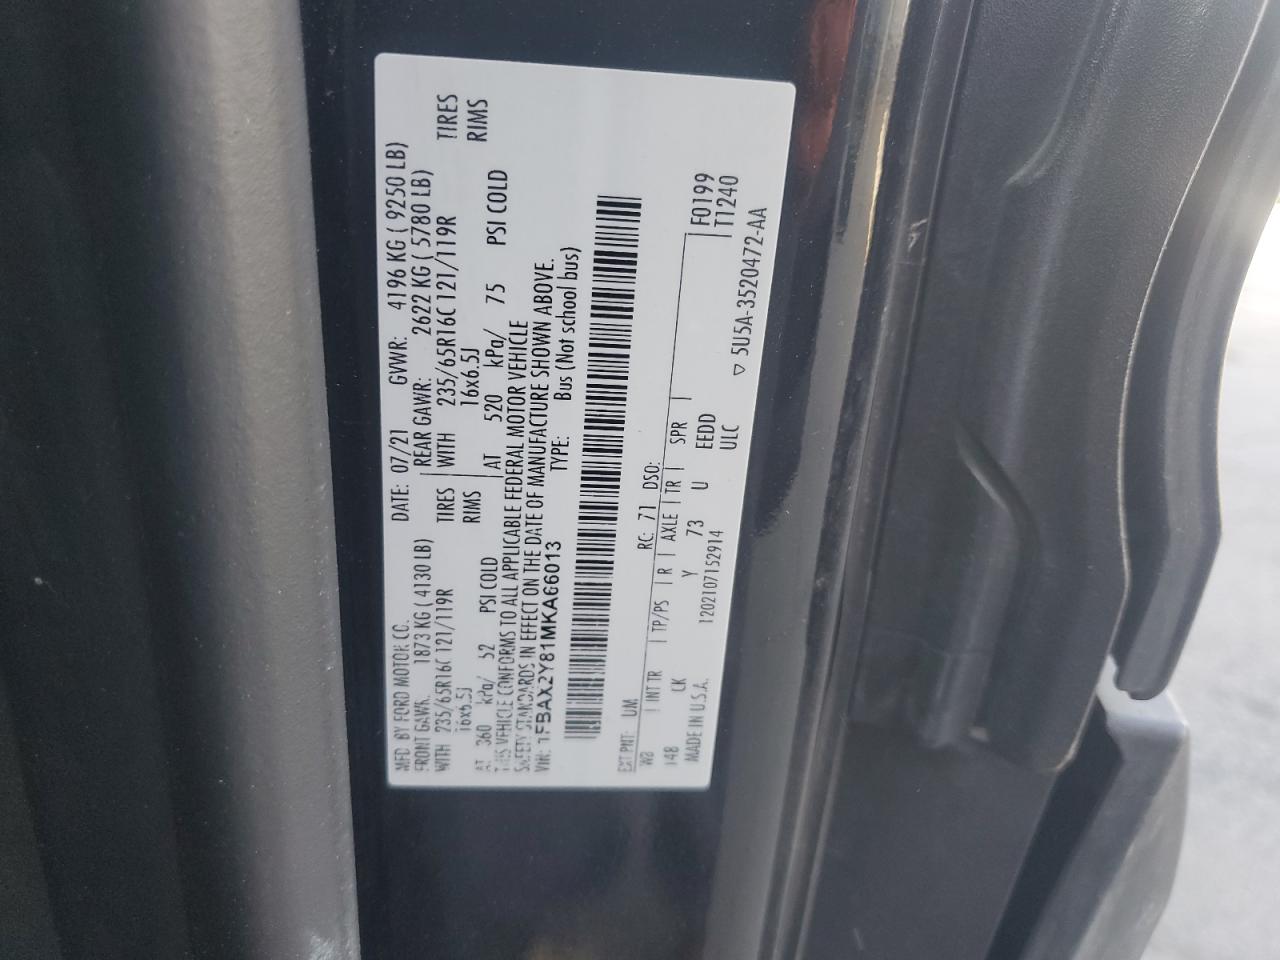 MFD BY FORD MOTOR CO. DATE: 07/21 GVWR: 4196 KG ( 9250 LB)
FRONT GAWR: 1873 KG ( 4130 LB) REAR GAWR: 2622 KG ( 5780 LB)
WITH 235/65R16C 121/119R TIRES WITH 235/65R16C 121/119R TIRES
16x6.5J RIMS 16x6.5J RIMS
AT 360 kPa/ 52 PSI COLD AT 520 kPa/ 75 PSI COLD
THIS VEHICLE CONFORMS TO ALL APPLICABLE FEDERAL MOTOR VEHICLE
SAFETY STANDARDS IN EFFECT ON THE DATE OF MANUFACTURE SHOWN ABOVE.
VIN: 1FBAX2Y81MKA66013 TYPE: Bus (Not school bus)
EXT PNT: UM RC: 71 DSO:
WB INT TR TP/PS R AXLE TR SPR F0199
148 CK Y 73 U EEDD T1240
MADE IN U.S.A. 1202107152914 ULC
▽ 5U5A-3520472-AA